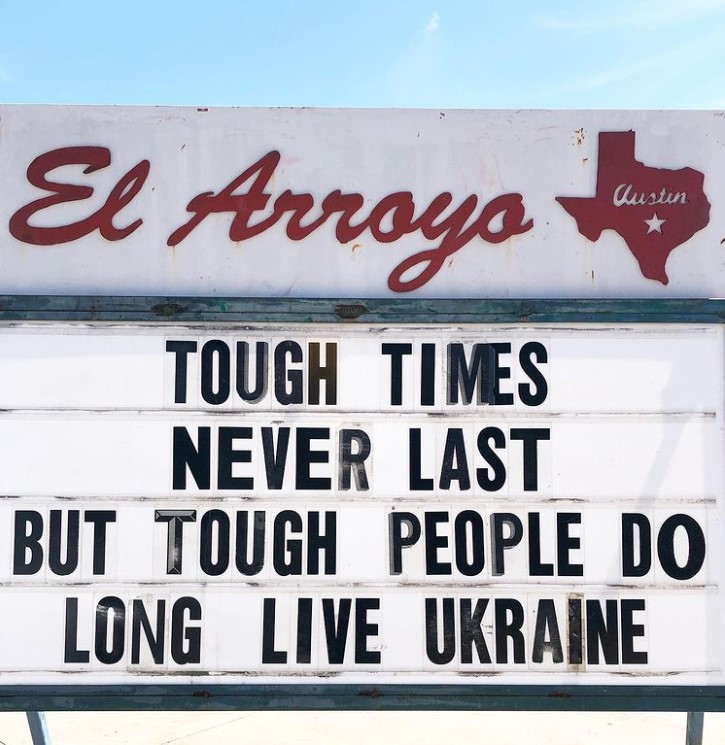 El Arroyo
Austin
TOUGH TIMES
NEVER LAST
BUT TOUGH PEOPLE DO
LONG LIVE UKRAINE